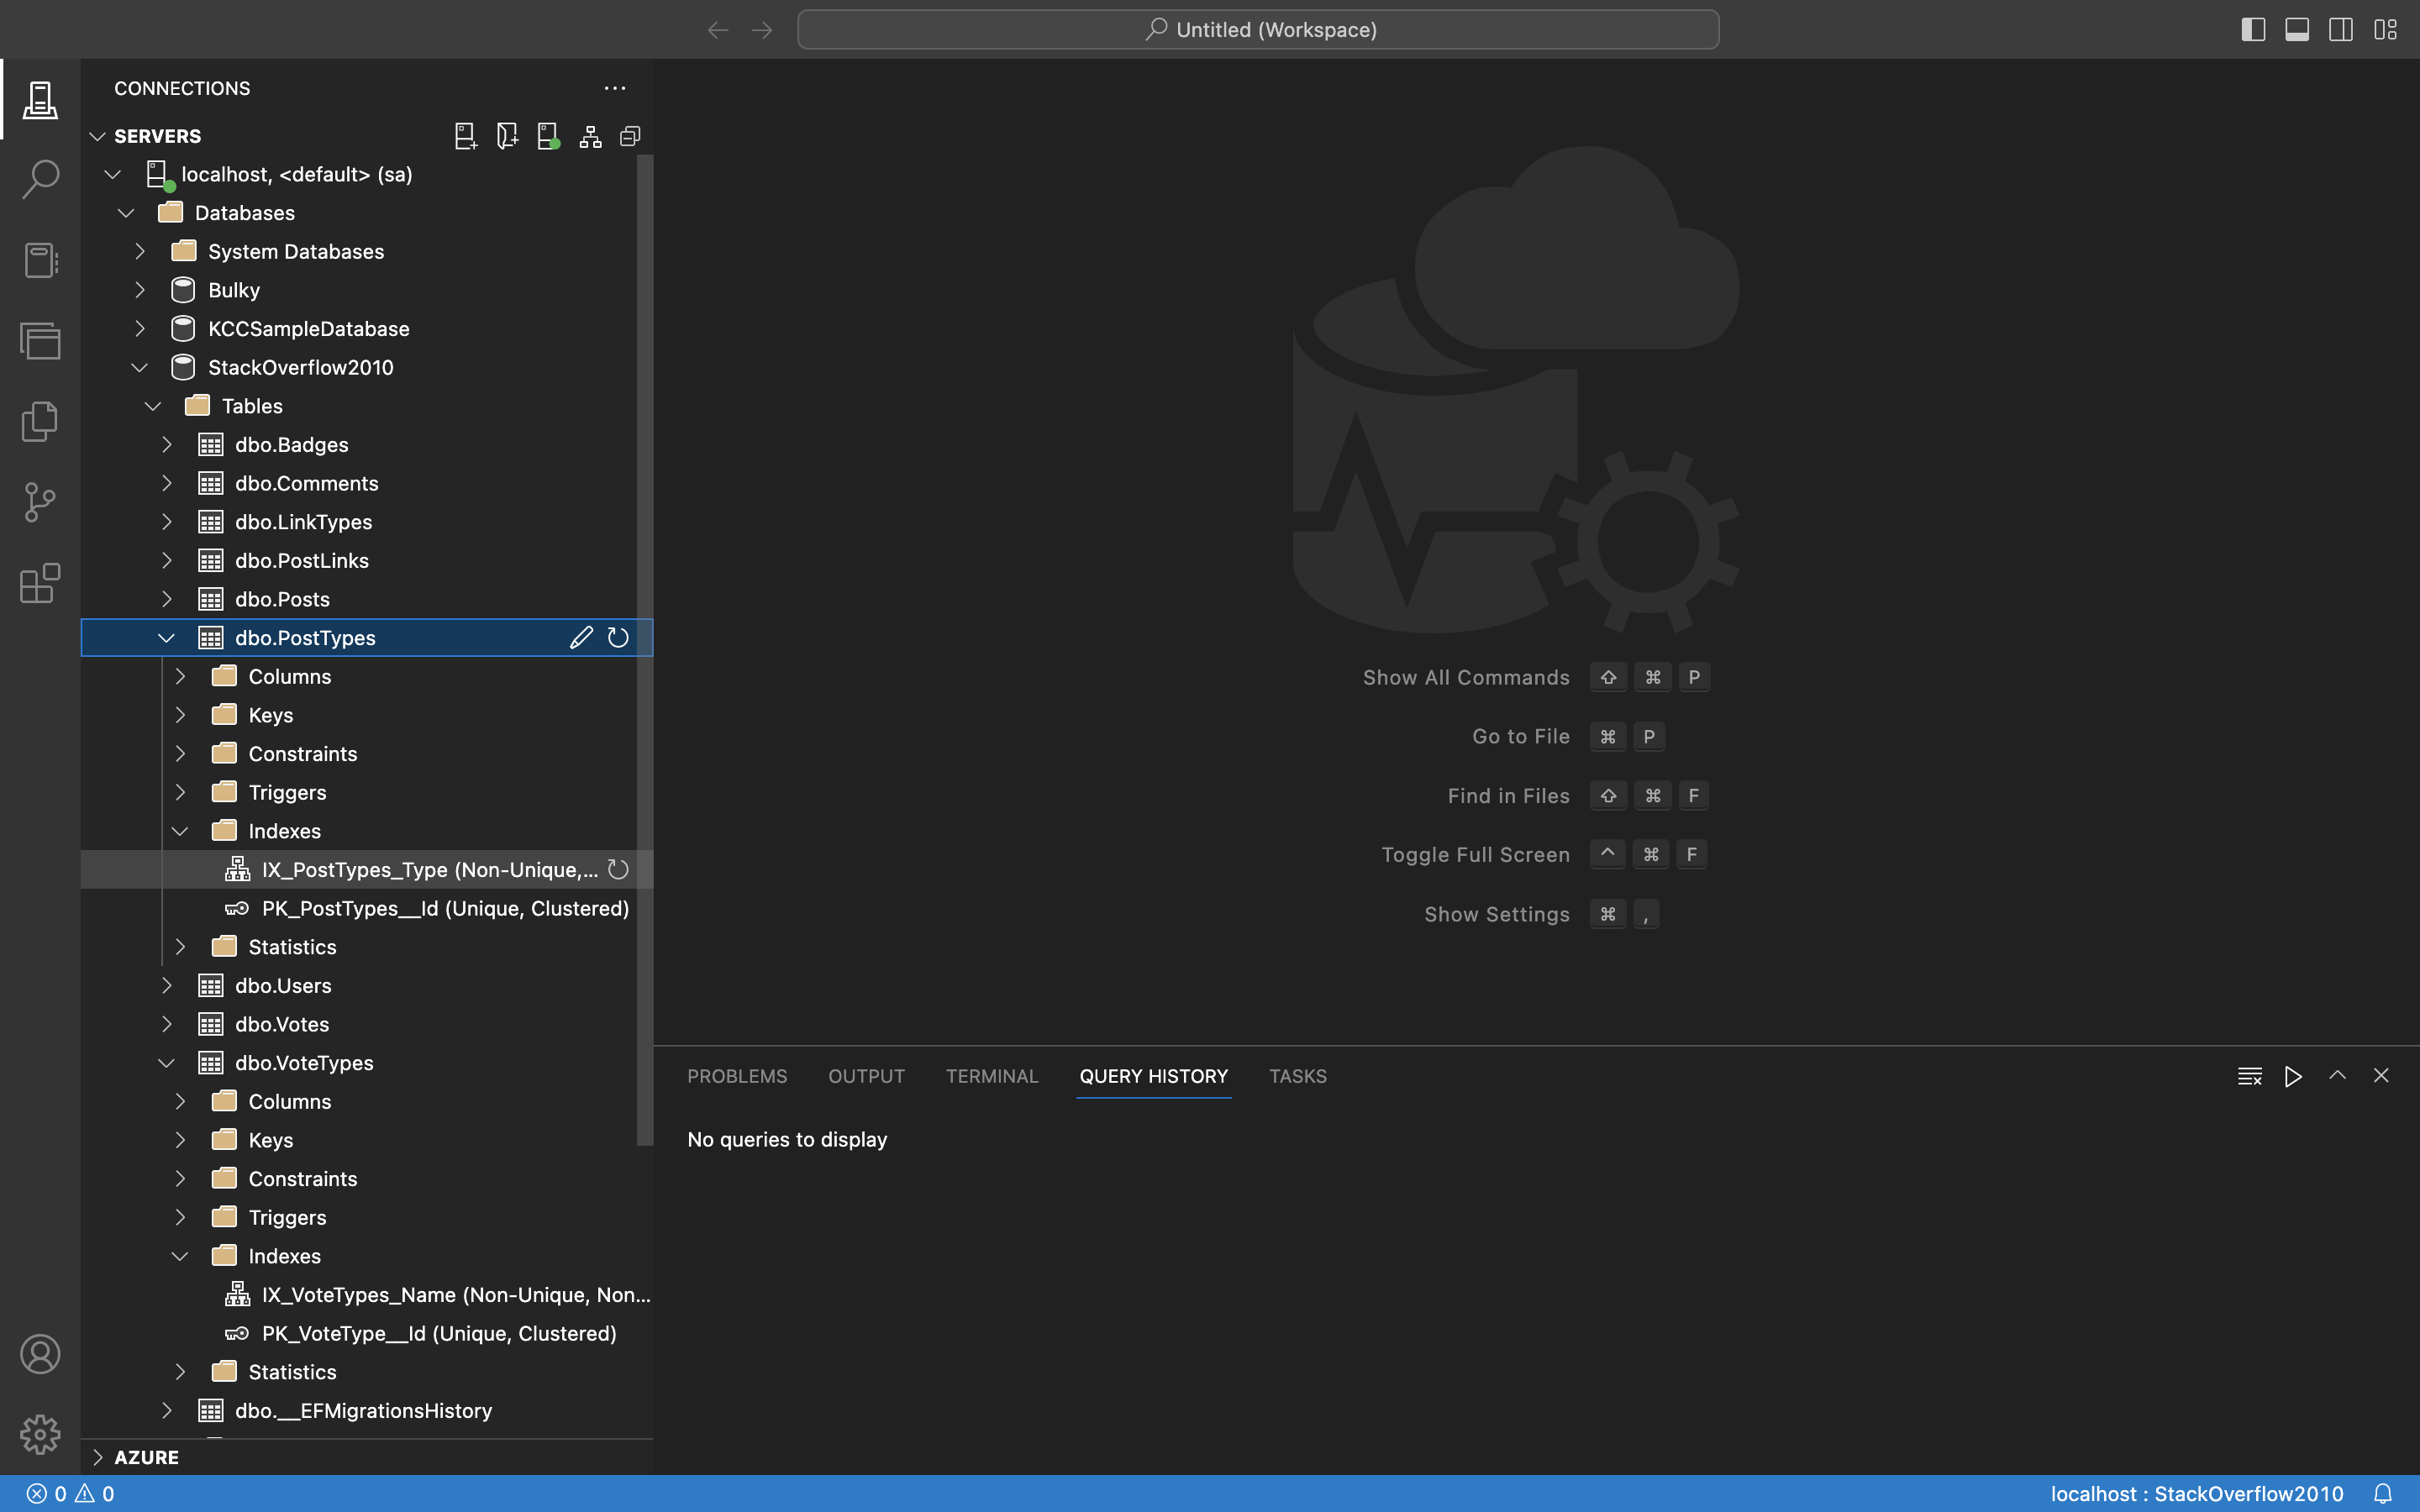 Untitled (Workspace)
CONNECTIONS
SERVERS
localhost, <default> (sa)
Databases
System Databases
Bulky
KCCSampleDatabase
StackOverflow2010
Tables
dbo.Badges
dbo.Comments
dbo.LinkTypes
dbo.PostLinks
dbo.Posts
dbo.PostTypes
Columns
Keys
Constraints
Triggers
Indexes
IX_PostTypes_Type (Non-Unique,...
PK_PostTypes__Id (Unique, Clustered)
Statistics
dbo.Users
dbo.Votes
dbo.VoteTypes
Columns
Keys
Constraints
Triggers
Indexes
IX_VoteTypes_Name (Non-Unique, Non...
PK_VoteType__Id (Unique, Clustered)
Statistics
dbo.__EFMigrationsHistory
AZURE
Show All Commands ⇧ ⌘ P
Go to File ⌘ P
Find in Files ⇧ ⌘ F
Toggle Full Screen ^ ⌘ F
Show Settings ⌘ ,
PROBLEMS OUTPUT TERMINAL QUERY HISTORY TASKS
No queries to display
0 0
localhost : StackOverflow2010